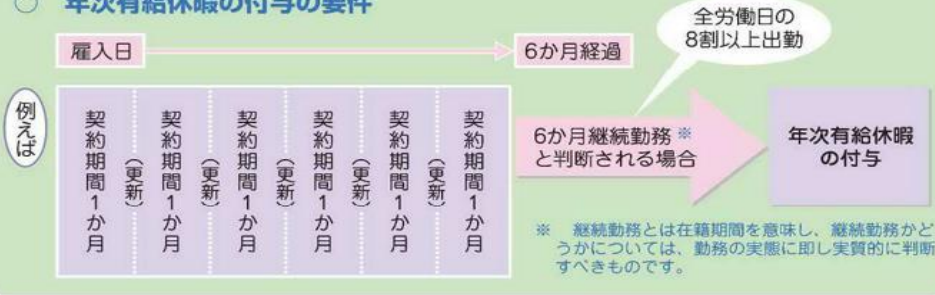 ○ 年次有給休暇の付与の要件
全労働日の
8割以上出勤
雇入日
6か月経過
例えば
契約期間1か月
（更新）
契約期間1か月
（更新）
契約期間1か月
（更新）
契約期間1か月
（更新）
契約期間1か月
（更新）
契約期間1か月
6か月継続勤務※
と判断される場合
年次有給休暇
の付与
※ 継続勤務とは在籍期間を意味し、継続勤務かど
うかについては、勤務の実態に即し実質的に判断
すべきものです。